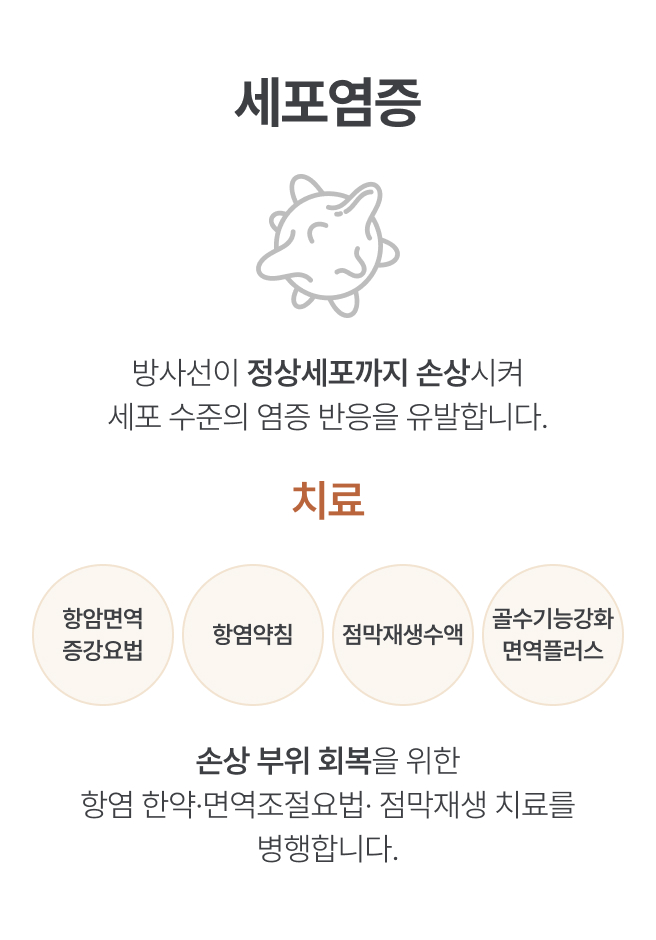 세포염증
방사선이 정상세포까지 손상시켜
세포 수준의 염증 반응을 유발합니다.
치료
항암면역
증강요법
항염약침
점막재생수액
골수기능강화
면역플러스
손상 부위 회복을 위한
항염 한약·면역조절요법· 점막재생 치료를
병행합니다.